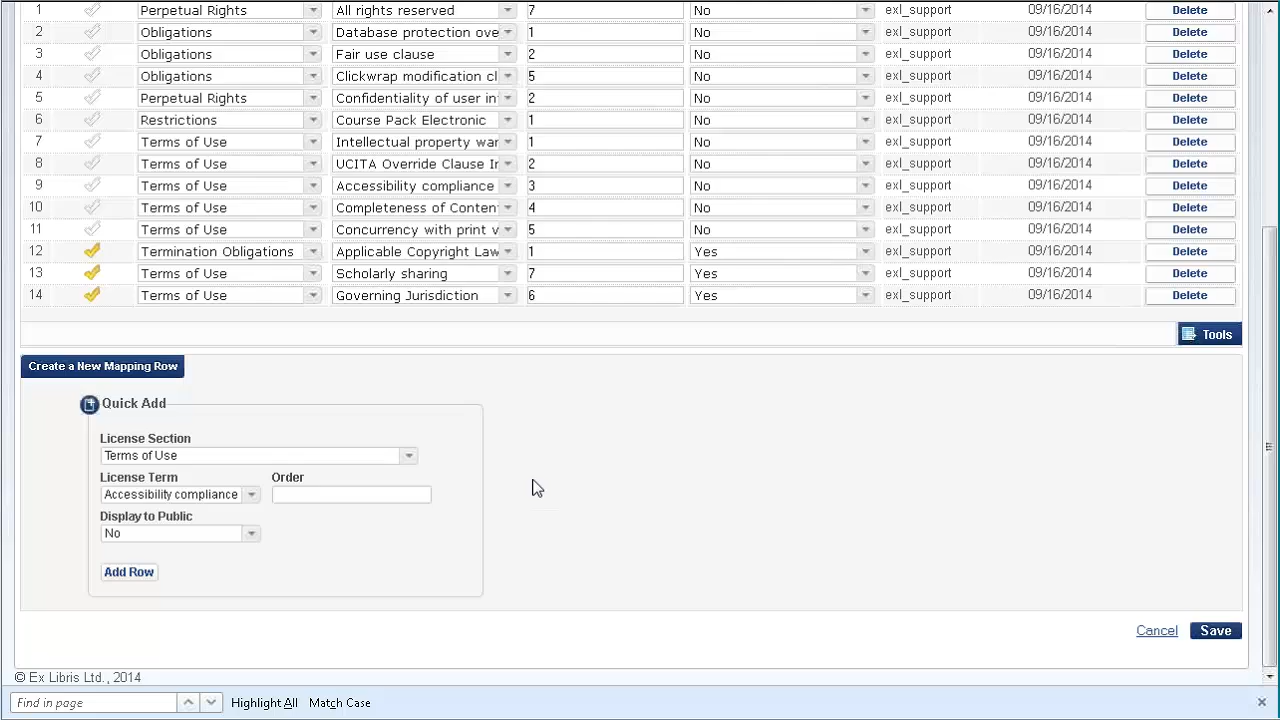 1 Perpetual Rights All rights reserved 7 No exl_support 09/16/2014 Delete
2 Obligations Database protection ove 1 No exl_support 09/16/2014 Delete
3 Obligations Fair use clause 2 No exl_support 09/16/2014 Delete
4 Obligations Clickwrap modification cl 5 No exl_support 09/16/2014 Delete
5 Perpetual Rights Confidentiality of user in 2 No exl_support 09/16/2014 Delete
6 Restrictions Course Pack Electronic 1 No exl_support 09/16/2014 Delete
7 Terms of Use Intellectual property war 1 No exl_support 09/16/2014 Delete
8 Terms of Use UCITA Override Clause In 2 No exl_support 09/16/2014 Delete
9 Terms of Use Accessibility compliance 3 No exl_support 09/16/2014 Delete
10 Terms of Use Completeness of Conten 4 No exl_support 09/16/2014 Delete
11 Terms of Use Concurrency with print v 5 No exl_support 09/16/2014 Delete
12 Termination Obligations Applicable Copyright Law 1 Yes exl_support 09/16/2014 Delete
13 Terms of Use Scholarly sharing 7 Yes exl_support 09/16/2014 Delete
14 Terms of Use Governing Jurisdiction 6 Yes exl_support 09/16/2014 Delete
Tools
Create a New Mapping Row
Quick Add
License Section
Terms of Use
License Term Order
Accessibility compliance
Display to Public
No
Add Row
Cancel Save
© Ex Libris Ltd., 2014
Find in page Highlight All Match Case